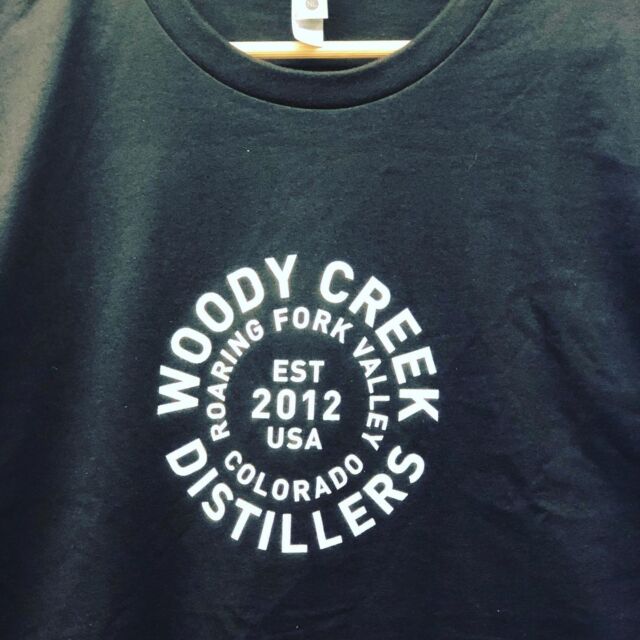 WOODY CREEK
ROARING FORK VALLEY
EST
2012
USA
COLORADO
DISTILLERS